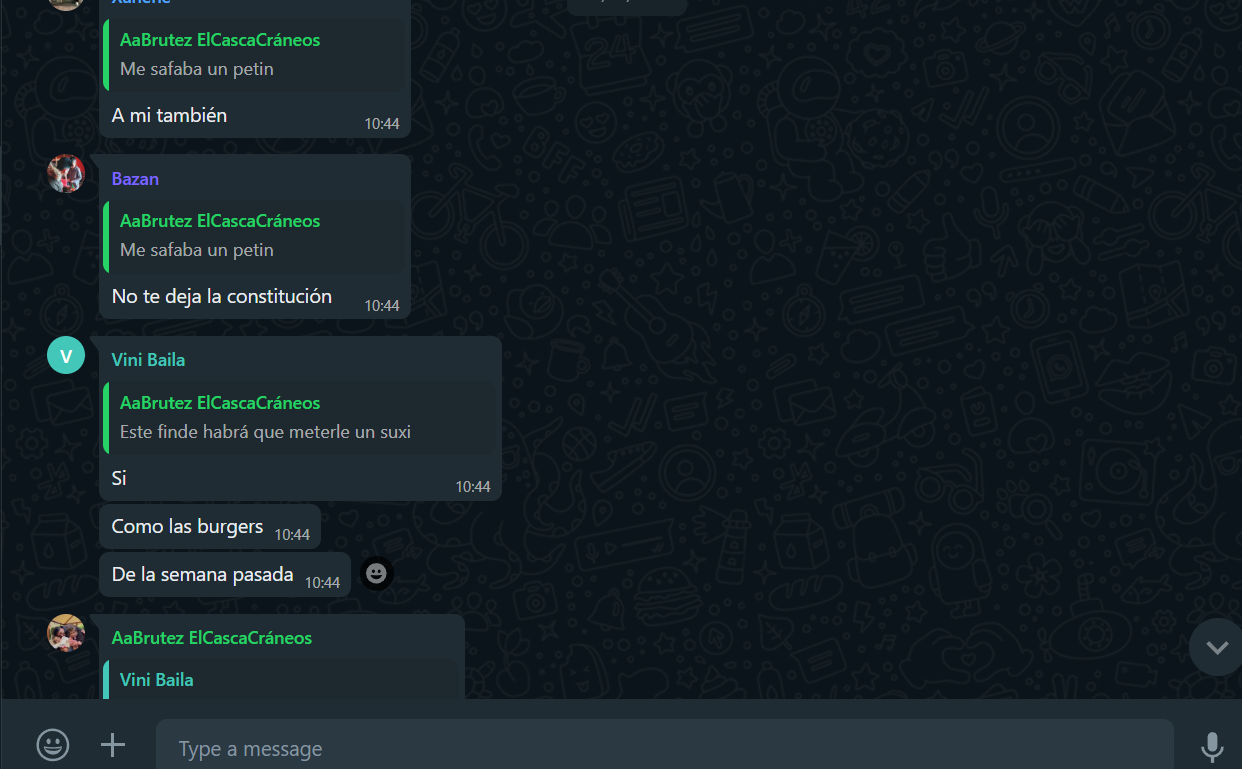 AaBrutez ElCascaCráneos
Me safaba un petin
A mi también
10:44
Bazan
AaBrutez ElCascaCráneos
Me safaba un petin
No te deja la constitución
10:44
V
Vini Baila
AaBrutez ElCascaCráneos
Este finde habrá que meterle un suxi
Si
10:44
Como las burgers 10:44
De la semana pasada 10:44
AaBrutez ElCascaCráneos
Vini Baila
Type a message